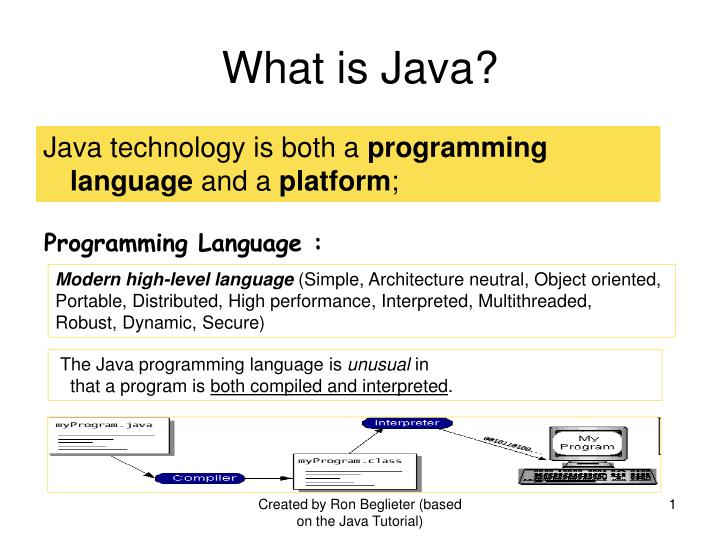 What is Java?
Java technology is both a programming
language and a platform;
Programming Language :
Modern high-level language (Simple, Architecture neutral, Object oriented,
Portable, Distributed, High performance, Interpreted, Multithreaded,
Robust, Dynamic, Secure)
The Java programming language is unusual in
that a program is both compiled and interpreted.
myProgram.java
Compiler
myProgram.class
Interpreter
My
Program
Created by Ron Beglieter (based
on the Java Tutorial)
1